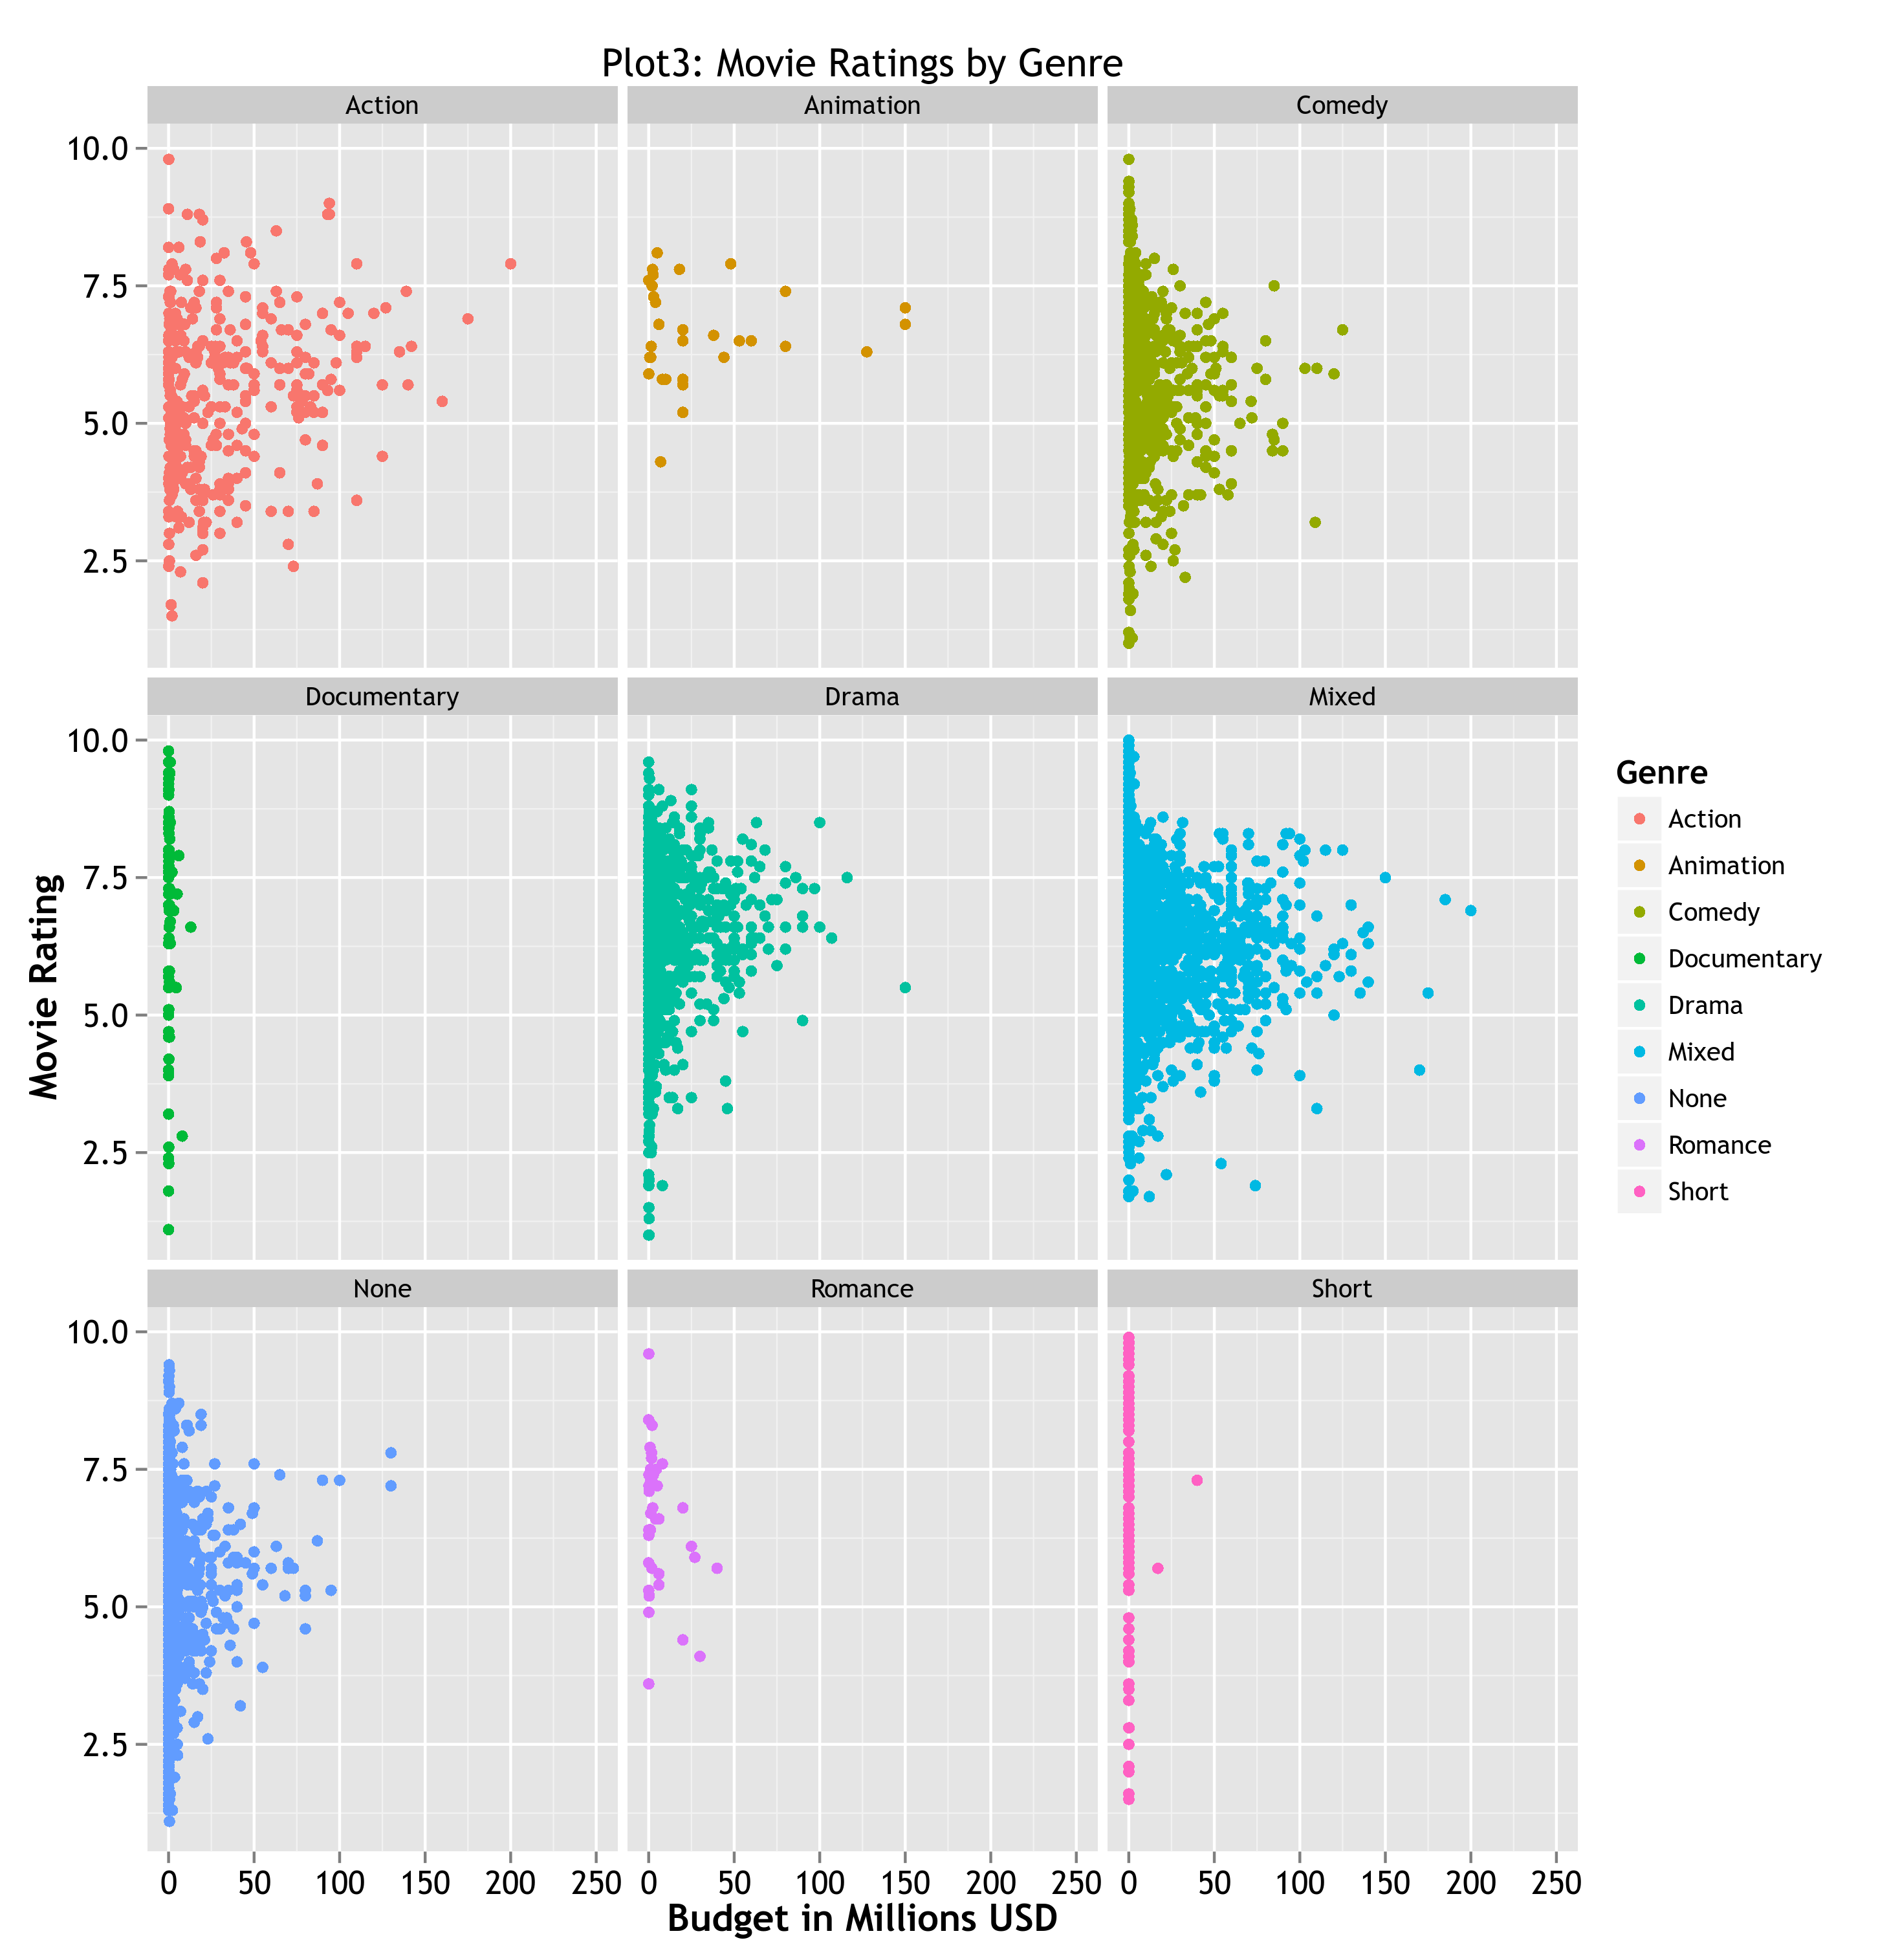 Plot3: Movie Ratings by Genre
Action Animation Comedy
10.0
7.5
5.0
2.5
Documentary Drama Mixed
10.0
7.5
5.0
2.5
None Romance Short
10.0
7.5
5.0
2.5
0 50 100 150 200 250 0 50 100 150 200 250 0 50 100 150 200 250
Budget in Millions USD
Movie Rating
Genre
Action
Animation
Comedy
Documentary
Drama
Mixed
None
Romance
Short